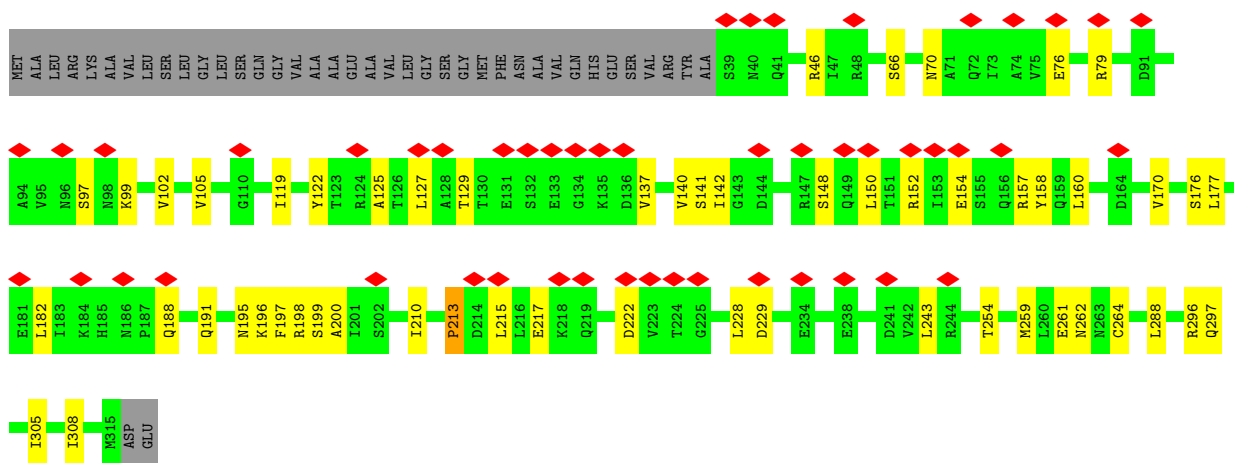 MET ALA LEU ARG LYS ALA VAL LEU SER LEU GLY LEU SER GLN GLY VAL ALA ALA GLU ALA VAL LEU GLY SER GLY MET PHE ASN ALA VAL GLN HIS GLU SER VAL ARG TYR ALA S39 N40 Q41 R46 I47 R48 S66 N70 A71 Q72 I73 A74 V75 E76 R79 D91
A94 V95 N96 S97 N98 K99 V102 V105 G110 I119 Y122 T123 R124 A125 T126 L127 A128 T129 T130 E131 S132 E133 G134 K135 D136 V137 V140 S141 I142 G143 D144 R147 S148 Q149 L150 T151 R152 I153 E154 S155 Q156 R157 Y158 Q159 L160 D164 V170 S176 L177
E181 L182 I183 K184 H185 N186 P187 Q188 Q191 N195 K196 F197 R198 S199 A200 I201 S202 I210 P213 D214 L215 L216 E217 K218 Q219 D222 V223 T224 G225 L228 D229 E234 E238 D241 V242 L243 R244 T254 M259 L260 E261 N262 N263 C264 L288 R296 Q297
I305 I308 M315 ASP GLU